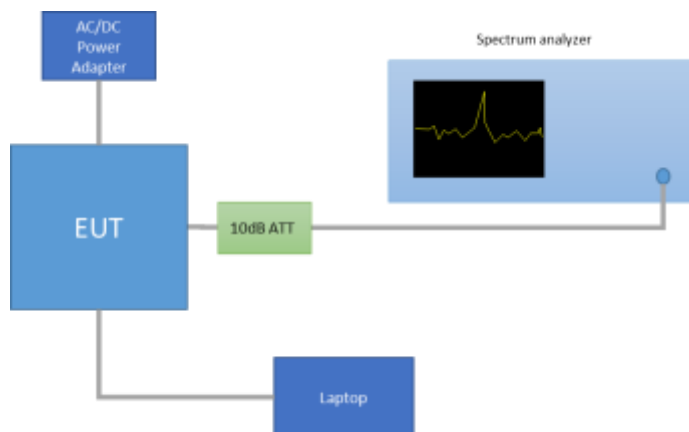 AC/DC
Power
Adapter
Spectrum analyzer
EUT
10dB ATT
Laptop